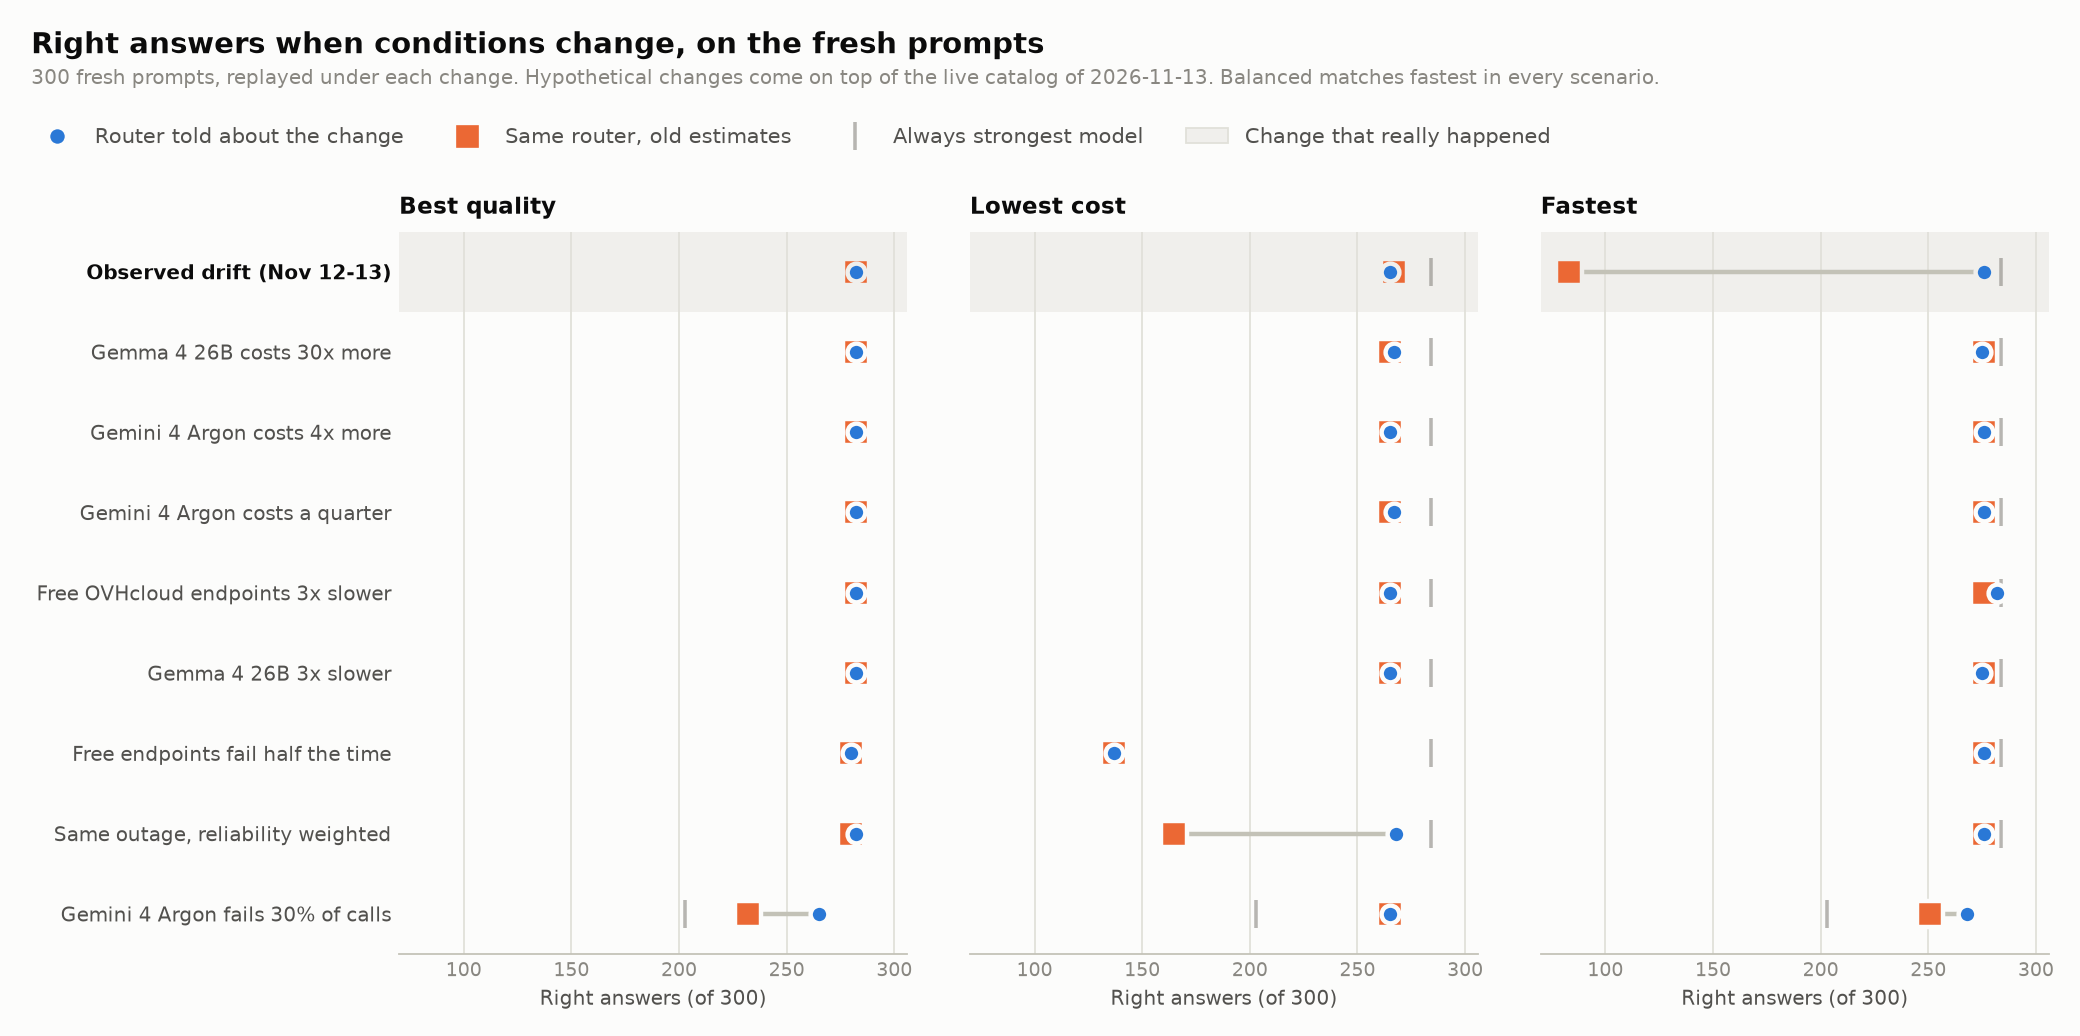 Right answers when conditions change, on the fresh prompts
300 fresh prompts, replayed under each change. Hypothetical changes come on top of the live catalog of 2026-11-13. Balanced matches fastest in every scenario.
Router told about the change
Same router, old estimates
Always strongest model
Change that really happened
Best quality
Lowest cost
Fastest
Observed drift (Nov 12-13)
Gemma 4 26B costs 30x more
Gemini 4 Argon costs 4x more
Gemini 4 Argon costs a quarter
Free OVHcloud endpoints 3x slower
Gemma 4 26B 3x slower
Free endpoints fail half the time
Same outage, reliability weighted
Gemini 4 Argon fails 30% of calls
100 150 200 250 300
100 150 200 250 300
100 150 200 250 300
Right answers (of 300)
Right answers (of 300)
Right answers (of 300)